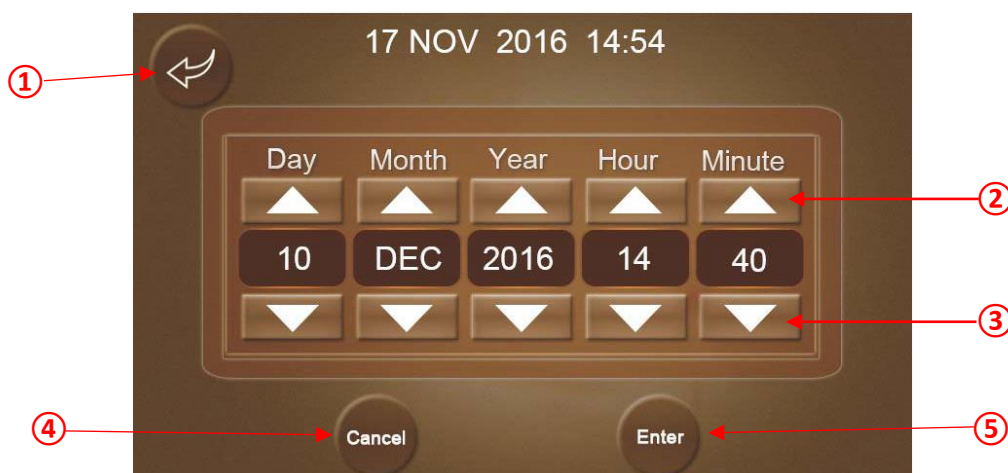 17 NOV 2016 14:54
①
Day Month Year Hour Minute
②
10 DEC 2016 14 40
③
④ Cancel Enter ⑤